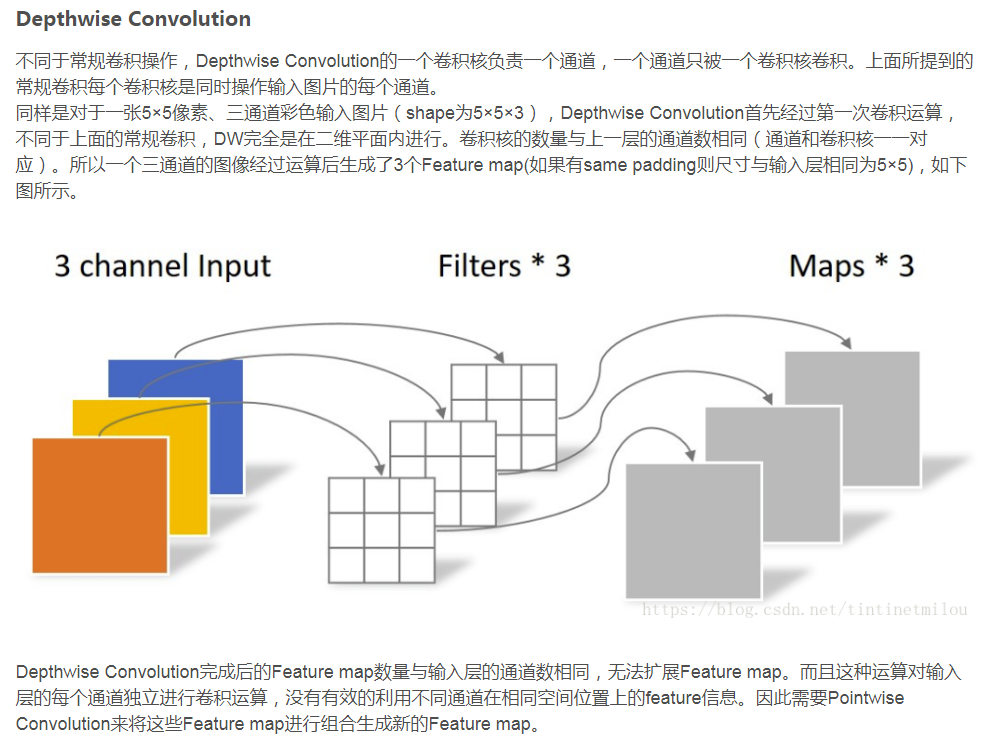 Depthwise Convolution
不同于常规卷积操作，Depthwise Convolution的一个卷积核负责一个通道，一个通道只被一个卷积核卷积。上面所提到的
常规卷积每个卷积核是同时操作输入图片的每个通道。
同样是对于一张5×5像素、三通道彩色输入图片（shape为5×5×3），Depthwise Convolution首先经过第一次卷积运算，
不同于上面的常规卷积，DW完全是在二维平面内进行。卷积核的数量与上一层的通道数相同（通道和卷积核一一对
应）。所以一个三通道的图像经过运算后生成了3个Feature map(如果有same padding则尺寸与输入层相同为5×5)，如下
图所示。
3 channel Input
Filters * 3
Maps * 3
https://blog.csdn.net/tintinetmilou
Depthwise Convolution完成后的Feature map数量与输入层的通道数相同，无法扩展Feature map。而且这种运算对输入
层的每个通道独立进行卷积运算，没有有效的利用不同通道在相同空间位置上的feature信息。因此需要Pointwise
Convolution来将这些Feature map进行组合生成新的Feature map。